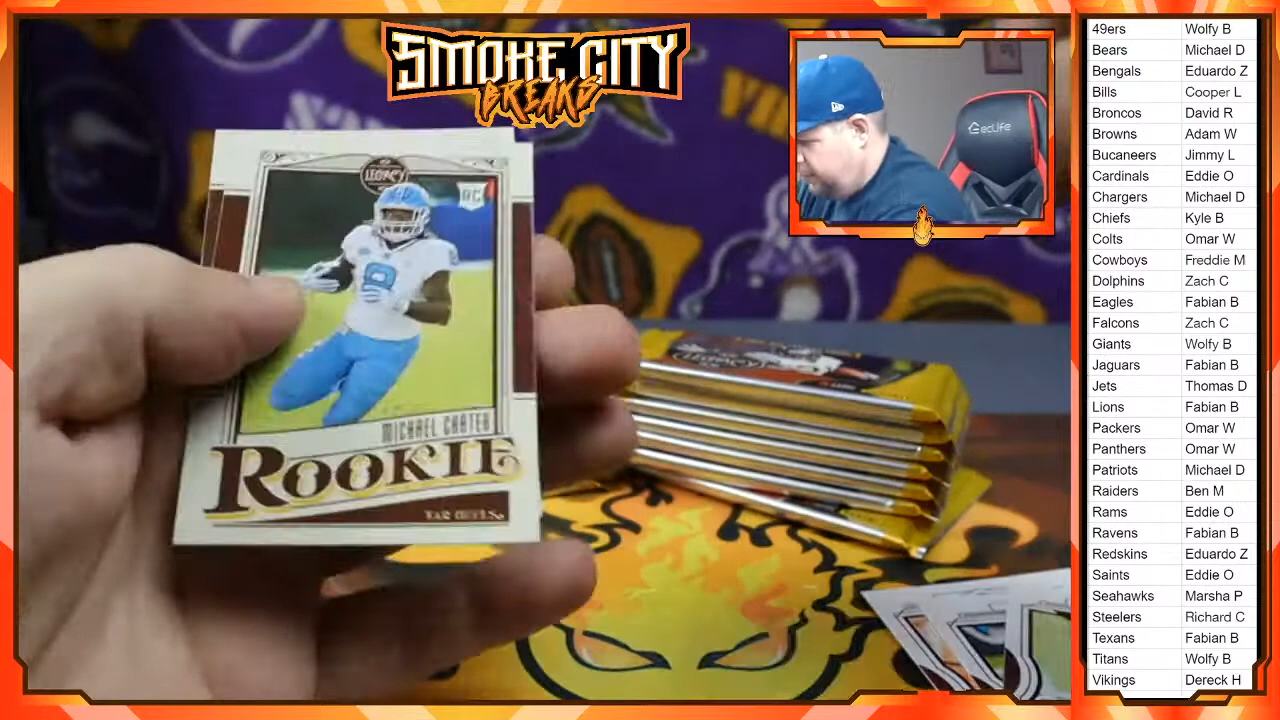 SMOKE CITY
BREAKS
LEGACY
RC
8
MICHAEL CARTER
ROOKIE
TAR HEELS
GECLIFE
LEGACY
49ers Wolfy B
Bears Michael D
Bengals Eduardo Z
Bills Cooper L
Broncos David R
Browns Adam W
Bucaneers Jimmy L
Cardinals Eddie O
Chargers Michael D
Chiefs Kyle B
Colts Omar W
Cowboys Freddie M
Dolphins Zach C
Eagles Fabian B
Falcons Zach C
Giants Wolfy B
Jaguars Fabian B
Jets Thomas D
Lions Fabian B
Packers Omar W
Panthers Omar W
Patriots Michael D
Raiders Ben M
Rams Eddie O
Ravens Fabian B
Redskins Eduardo Z
Saints Eddie O
Seahawks Marsha P
Steelers Richard C
Texans Fabian B
Titans Wolfy B
Vikings Dereck H